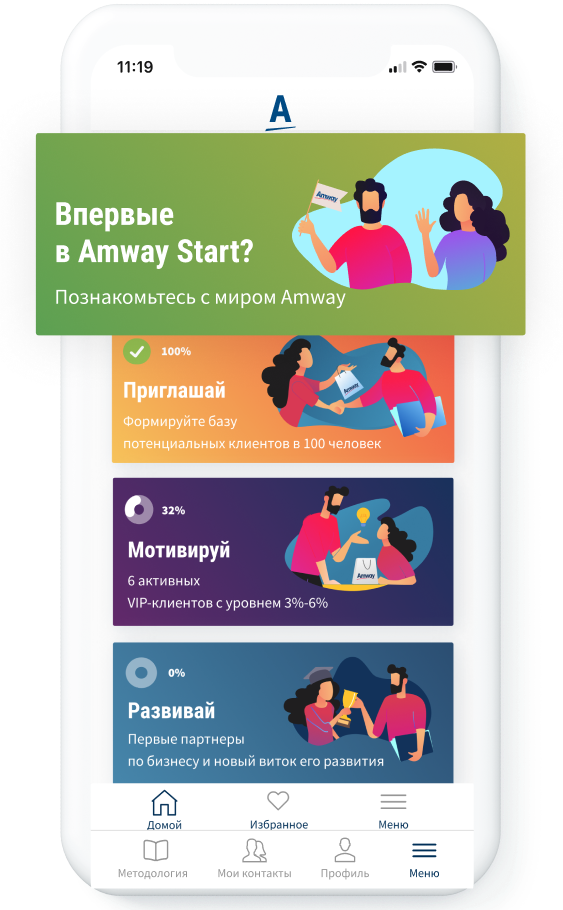 11:19
A
Amway
Впервые
в Amway Start?
Познакомьтесь с миром Amway
100%
Amway
Приглашай
Формируйте базу
потенциальных клиентов в 100 человек
32%
Мотивируй
Amway
6 активных
VIP-клиентов с уровнем 3%-6%
0%
Развивай
Первые партнеры
по бизнесу и новый виток его развития
Домой Избранное Меню
Методология Мои контакты Профиль Меню